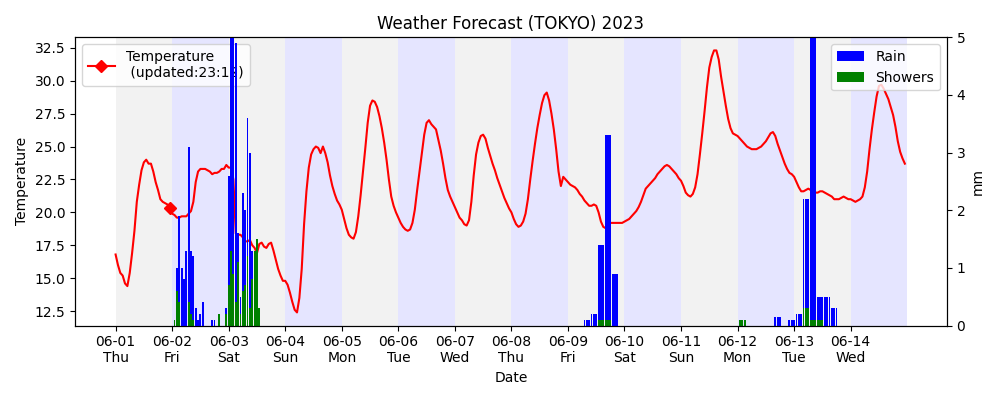 Weather Forecast (TOKYO) 2023
Temperature
(updated:23:1 )
Rain
Showers
Temperature
32.5
30.0
27.5
25.0
22.5
20.0
17.5
15.0
12.5
5
4
3
2
1
0
mm
06-01 06-02 06-03 06-04 06-05 06-06 06-07 06-08 06-09 06-10 06-11 06-12 06-13 06-14
Thu Fri Sat Sun Mon Tue Wed Thu Fri Sat Sun Mon Tue Wed
Date